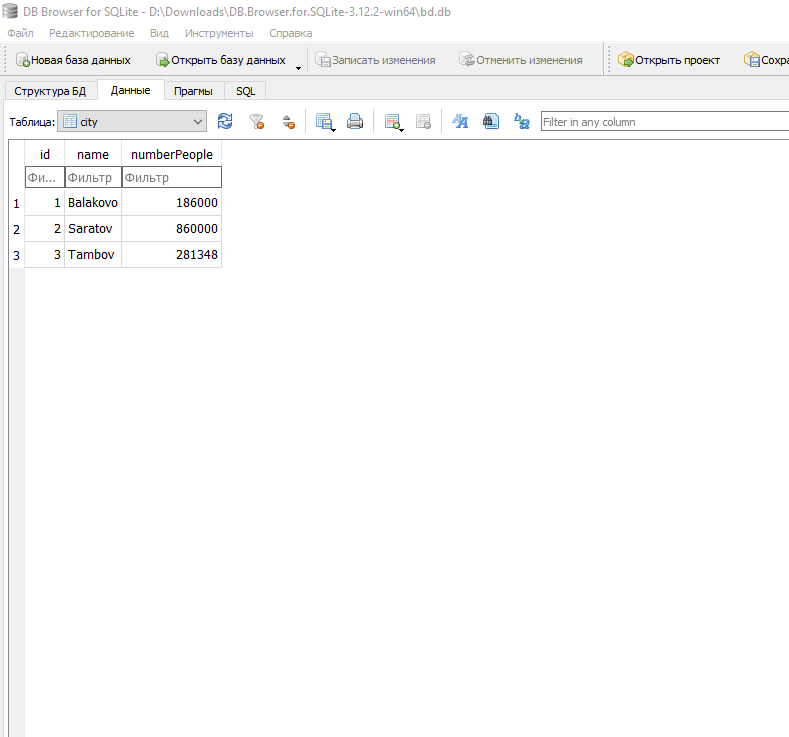 DB Browser for SQLite - D:\Downloads\DB.Browser.for.SQLite-3.12.2-win64\bd.db
Файл Редактирование Вид Инструменты Справка
Новая база данных Открыть базу данных Записать изменения Отменить изменения Открыть проект Сохра
Структура БД Данные Прагмы SQL
Таблица: city Filter in any column
id name numberPeople
Фи... Фильтр Фильтр
1 1 Balakovo 186000
2 2 Saratov 860000
3 3 Tambov 281348